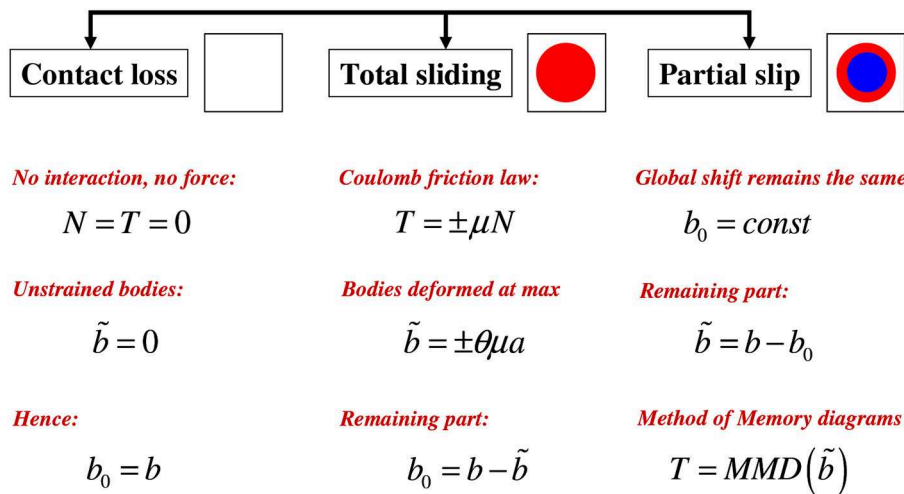 Contact loss
No interaction, no force:
N = T = 0
Unstrained bodies:
b̃ = 0
Hence:
b₀ = b
Total sliding
Coulomb friction law:
T = ±μN
Bodies deformed at max
b̃ = ±θμa
Remaining part:
b₀ = b − b̃
Partial slip
Global shift remains the same
b₀ = const
Remaining part:
b̃ = b − b₀
Method of Memory diagrams
T = MMD(b̃)